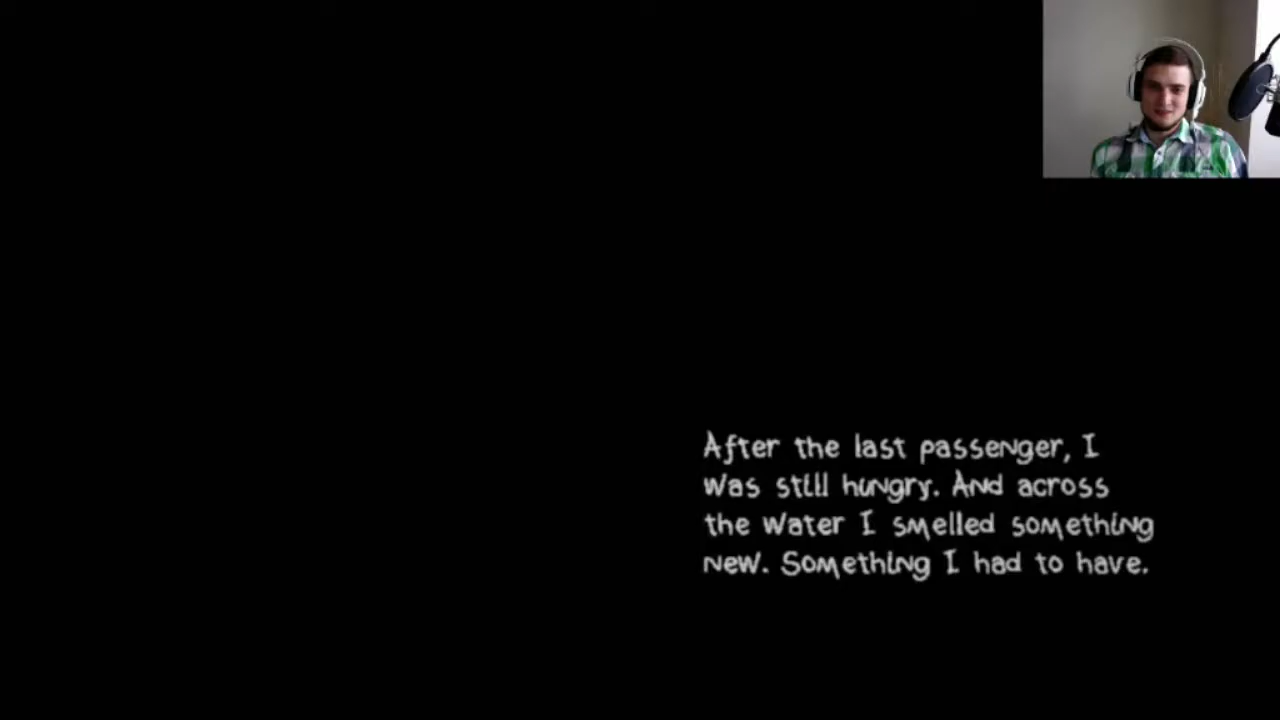 After the last passenger, I
was still hungry. And across
the water I smelled something
new. Something I had to have.